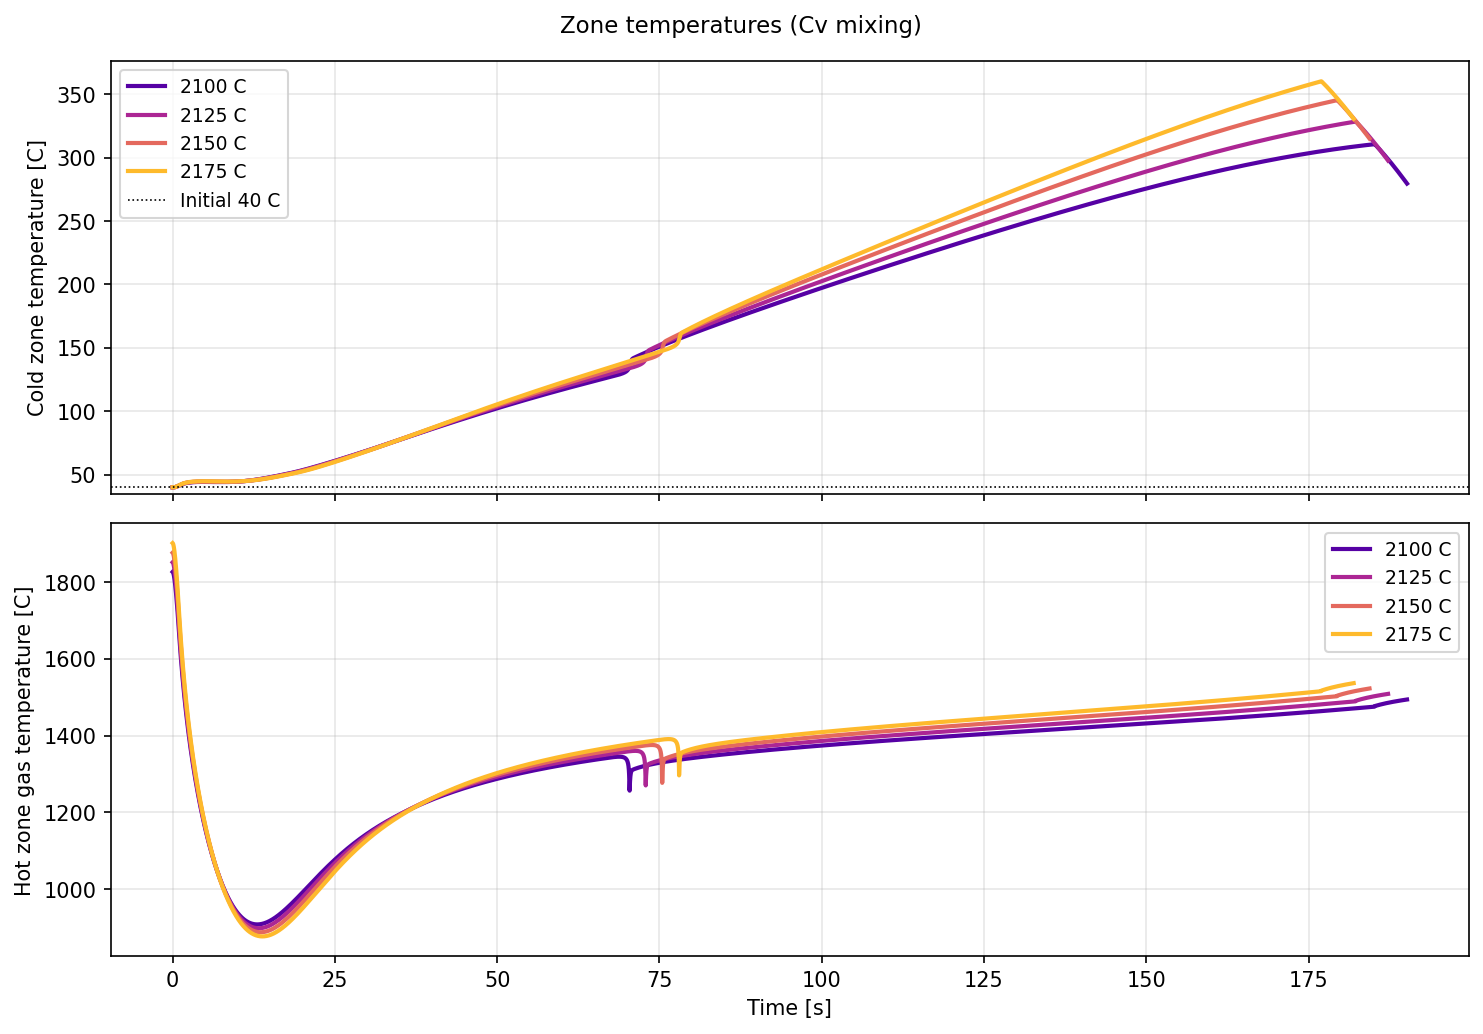 Zone temperatures (Cv mixing)
Cold zone temperature [C]
350
300
250
200
150
100
50
2100 C
2125 C
2150 C
2175 C
Initial 40 C
Hot zone gas temperature [C]
1800
1600
1400
1200
1000
2100 C
2125 C
2150 C
2175 C
0 25 50 75 100 125 150 175
Time [s]